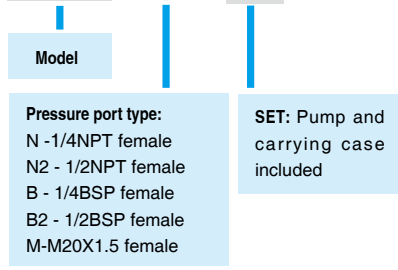 Model
Pressure port type:
N -1/4NPT female
N2 - 1/2NPT female
B - 1/4BSP female
B2 - 1/2BSP female
M-M20X1.5 female
SET: Pump and
carrying case
included